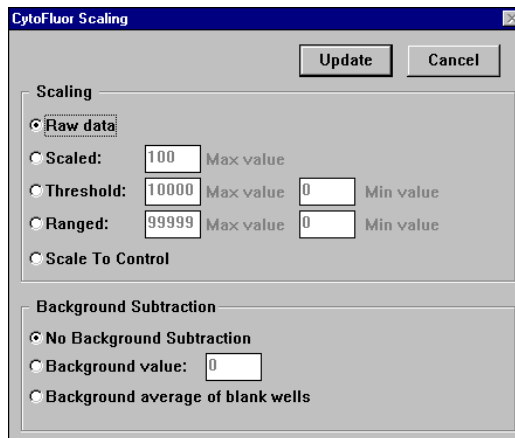 CytoFluor Scaling
Update Cancel
Scaling
Raw data
Scaled: 100 Max value
Threshold: 10000 Max value 0 Min value
Ranged: 99999 Max value 0 Min value
Scale To Control
Background Subtraction
No Background Subtraction
Background value: 0
Background average of blank wells